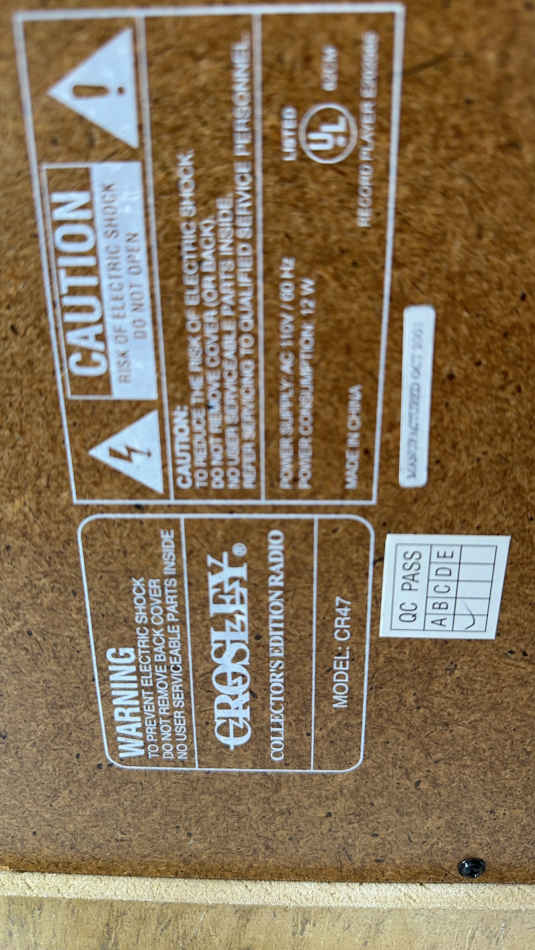 WARNING
TO PREVENT ELECTRIC SHOCK
DO NOT REMOVE BACK COVER
NO USER SERVICEABLE PARTS INSIDE
CROSLEY®
COLLECTOR'S EDITION RADIO
MODEL: CR47
CAUTION
RISK OF ELECTRIC SHOCK
DO NOT OPEN
CAUTION:
TO REDUCE THE RISK OF ELECTRIC SHOCK.
DO NOT REMOVE COVER (OR BACK).
NO USER SERVICEABLE PARTS INSIDE.
REFER SERVICING TO QUALIFIED SERVICE PERSONNEL.
POWER SUPPLY: AC 110V / 60 Hz
POWER CONSUMPTION: 12 W
MADE IN CHINA
LISTED
UL
RECORD PLAYER
QC PASS
A B C D E
MANUFACTURED OCT